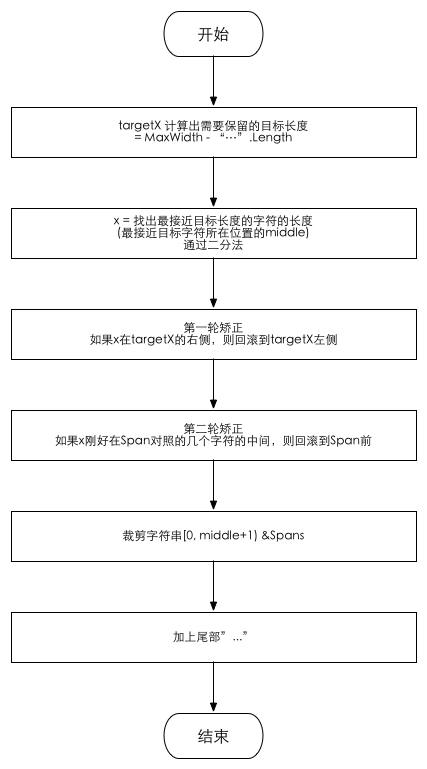 开始
targetX 计算出需要保留的目标长度
= MaxWidth - “…” .Length
x = 找出最接近目标长度的字符的长度
(最接近目标字符所在位置的middle)
通过二分法
第一轮矫正
如果x在targetX的右侧，则回滚到targetX左侧
第二轮矫正
如果x刚好在Span对照的几个字符的中间，则回滚到Span前
裁剪字符串[0, middle+1) &Spans
加上尾部” ...”
结束